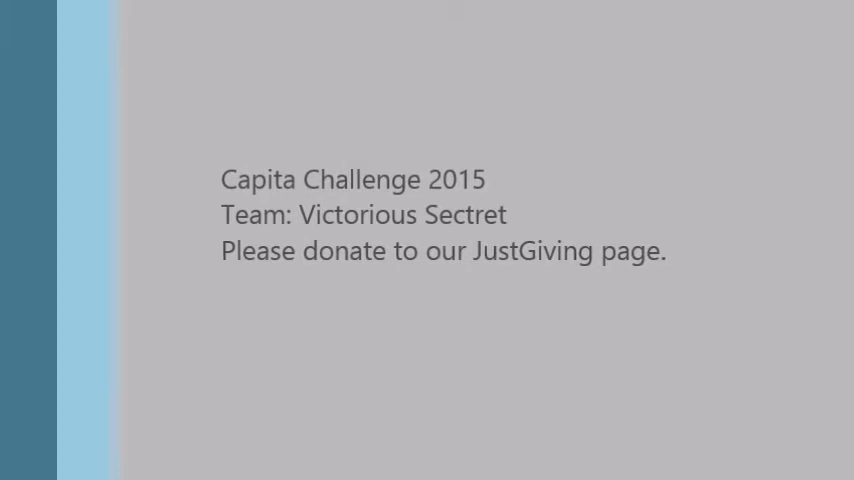 Capita Challenge 2015
Team: Victorious Sectret
Please donate to our JustGiving page.